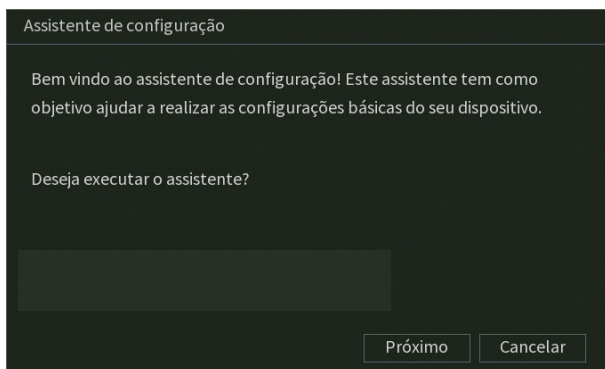 Assistente de configuração
Bem vindo ao assistente de configuração! Este assistente tem como
objetivo ajudar a realizar as configurações básicas do seu dispositivo.
Deseja executar o assistente?
Próximo
Cancelar